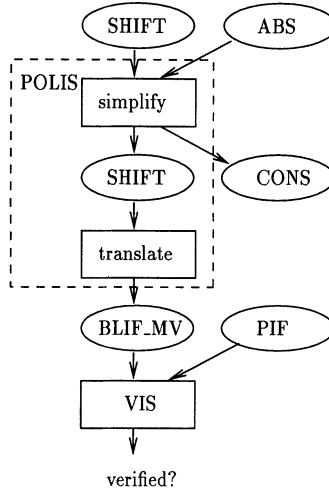 SHIFT
ABS
POLIS
simplify
SHIFT
CONS
translate
BLIF_MV
PIF
VIS
verified?